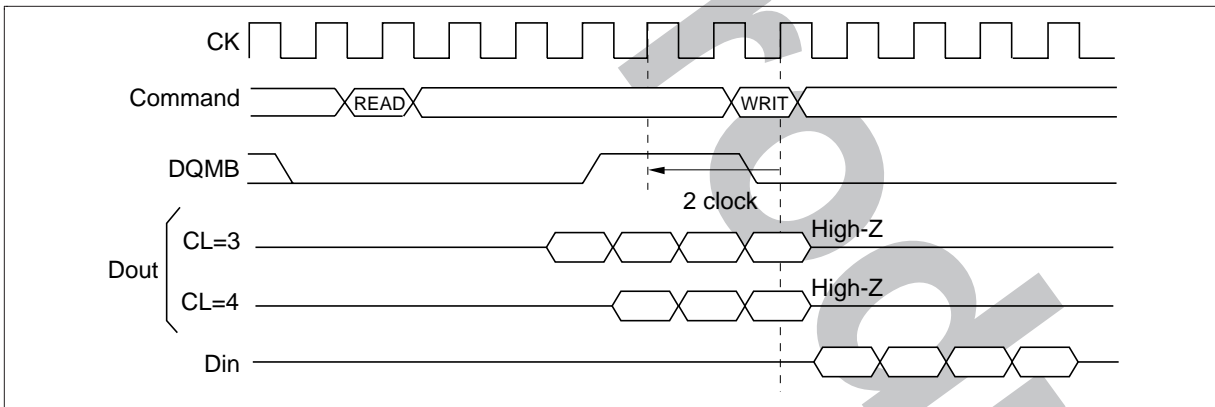 CK
Command READ WRIT
DQMB
2 clock
CL=3 High-Z
Dout
CL=4 High-Z
Din